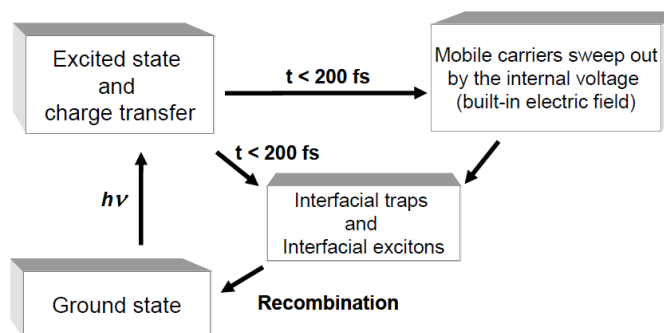 Excited state
and
charge transfer
t < 200 fs
Mobile carriers sweep out
by the internal voltage
(built-in electric field)
t < 200 fs
hν
Interfacial traps
and
Interfacial excitons
Ground state
Recombination